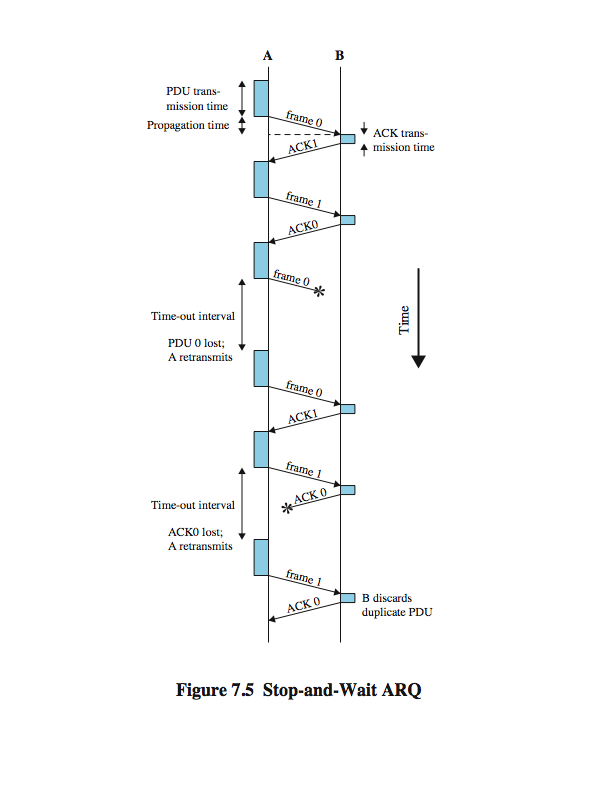 A
B
PDU trans-
mission time
Propagation time
frame 0
ACK trans-
mission time
ACK1
frame 1
ACK0
frame 0
Time-out interval
Time
PDU 0 lost;
A retransmits
frame 0
ACK1
frame 1
ACK 0
Time-out interval
ACK0 lost;
A retransmits
frame 1
ACK 0
B discards
duplicate PDU
Figure 7.5 Stop-and-Wait ARQ